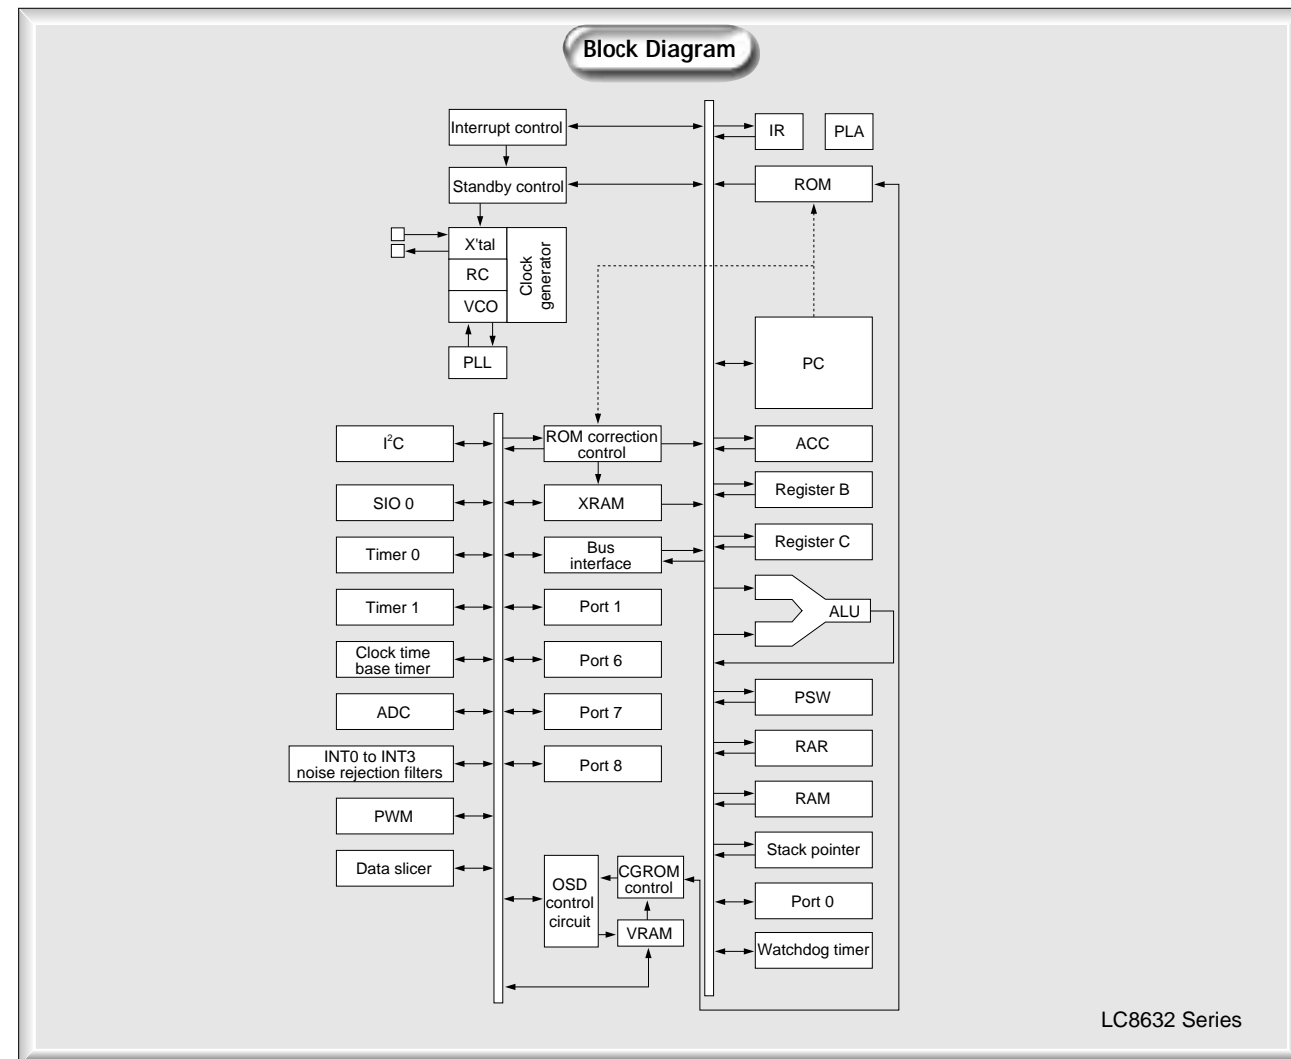 Block Diagram
Interrupt control
IR
PLA
Standby control
ROM
X'tal
RC
VCO
Clock
generator
PLL
PC
I²C
ROM correction
control
ACC
SIO 0
XRAM
Register B
Timer 0
Bus
interface
Register C
Timer 1
Port 1
ALU
Clock time
base timer
Port 6
ADC
Port 7
PSW
INT0 to INT3
noise rejection filters
Port 8
RAR
PWM
RAM
Data slicer
OSD
control
circuit
CGROM
control
VRAM
Stack pointer
Port 0
Watchdog timer
LC8632 Series